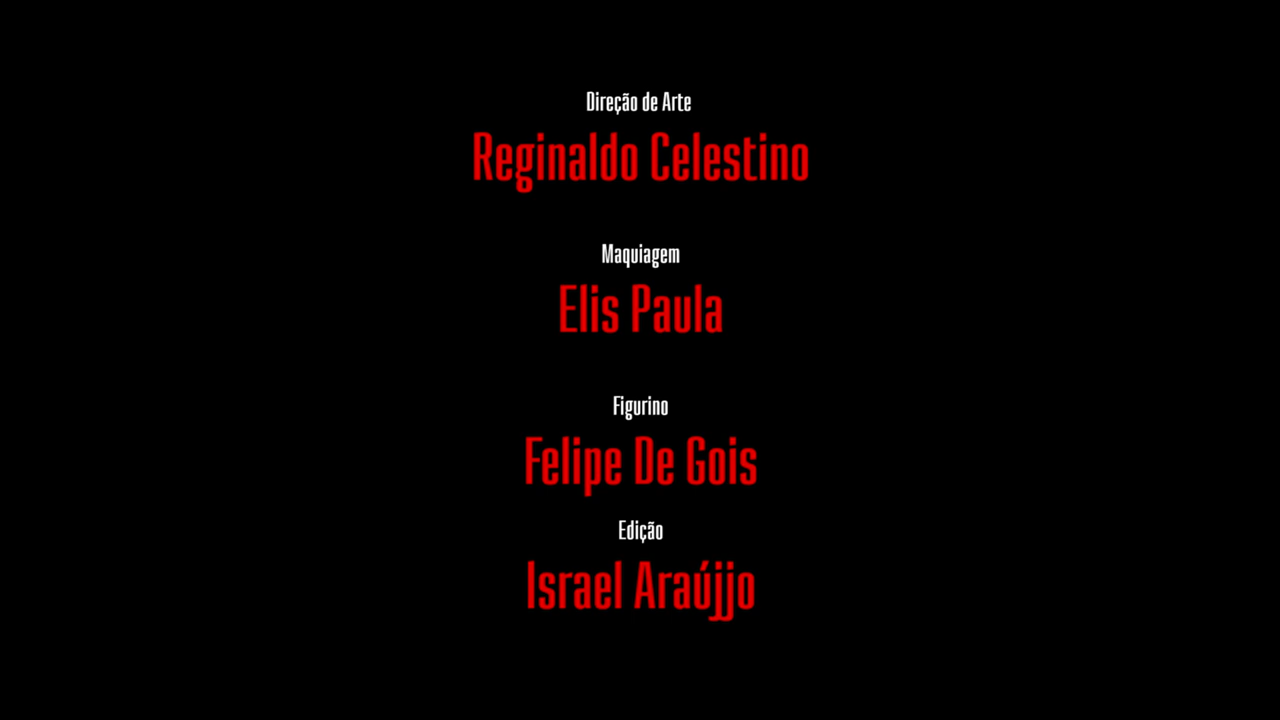 Direção de Arte
Reginaldo Celestino
Maquiagem
Elis Paula
Figurino
Felipe De Gois
Edição
Israel Araújjo